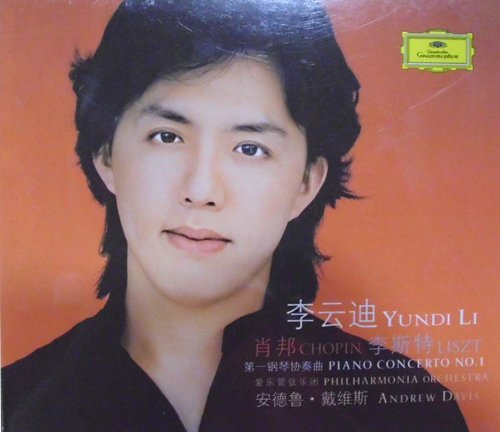 Deutsche
Grammophon
李云迪 YUNDI LI
肖邦 CHOPIN 李斯特 LISZT
第一钢琴协奏曲 PIANO CONCERTO NO.1
爱乐管弦乐团 PHILHARMONIA ORCHESTRA
安德鲁·戴维斯 ANDREW DAVIS